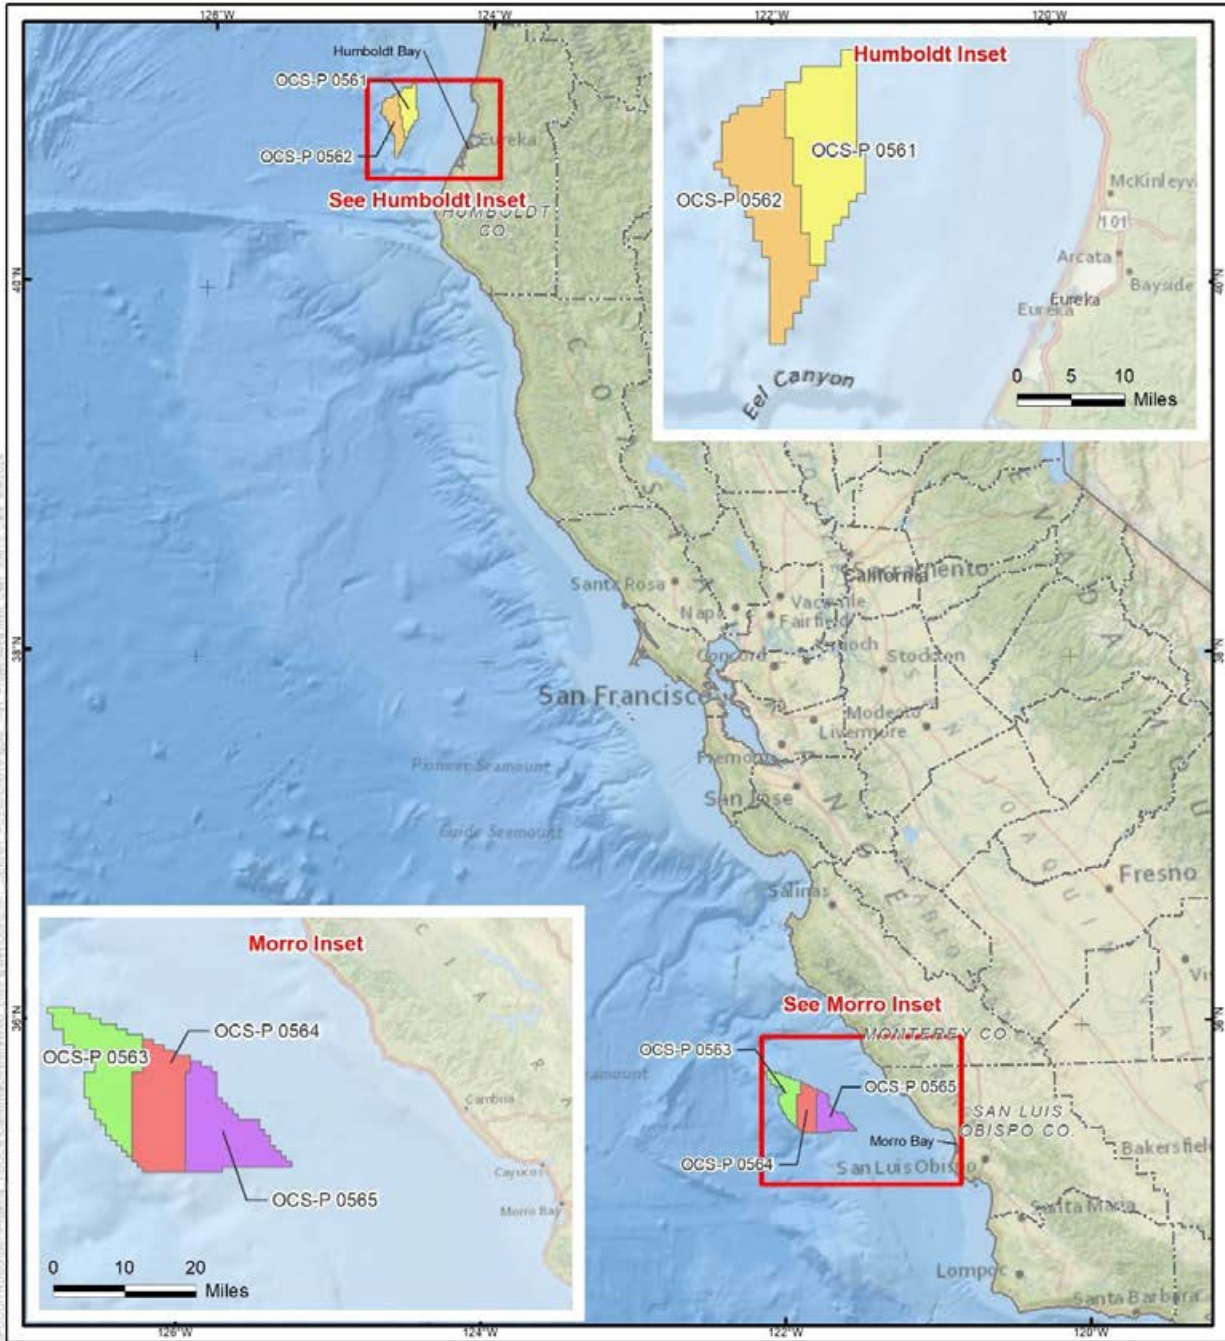 126°W
124°W
122°W
120°W
Humboldt Bay
OCS-P 0561
Eureka
OCS-P 0562
See Humboldt Inset
HUMBOLDT
CO.
Humboldt Inset
OCS-P 0561
OCS-P 0562
101
Arcata
Bayside
Eureka
Eureka
Eel Canyon
0 5 10
Miles
40°N
40°N
Santa Rosa
Sacramento
California
Napa
Vacaville
Fairfield
Concord
Stockton
38°N
38°N
San Francisco
Modesto
Livermore
Pioneer Seamount
Fremont
San Jose
Guide Seamount
Fresno
Salinas
Morro Inset
OCS-P 0564
OCS-P 0563
Cambria
Cayucos
OCS-P 0565
Morro Bay
0 10 20
Miles
See Morro Inset
36°N
36°N
MONTEREY CO.
OCS-P 0563
OCS-P 0565
SAN LUIS
OBISPO CO.
Morro Bay
OCS-P 0564
San Luis Obispo
Bakersfield
Santa Maria
Lompoc
Santa Barbara
126°W
124°W
122°W
120°W